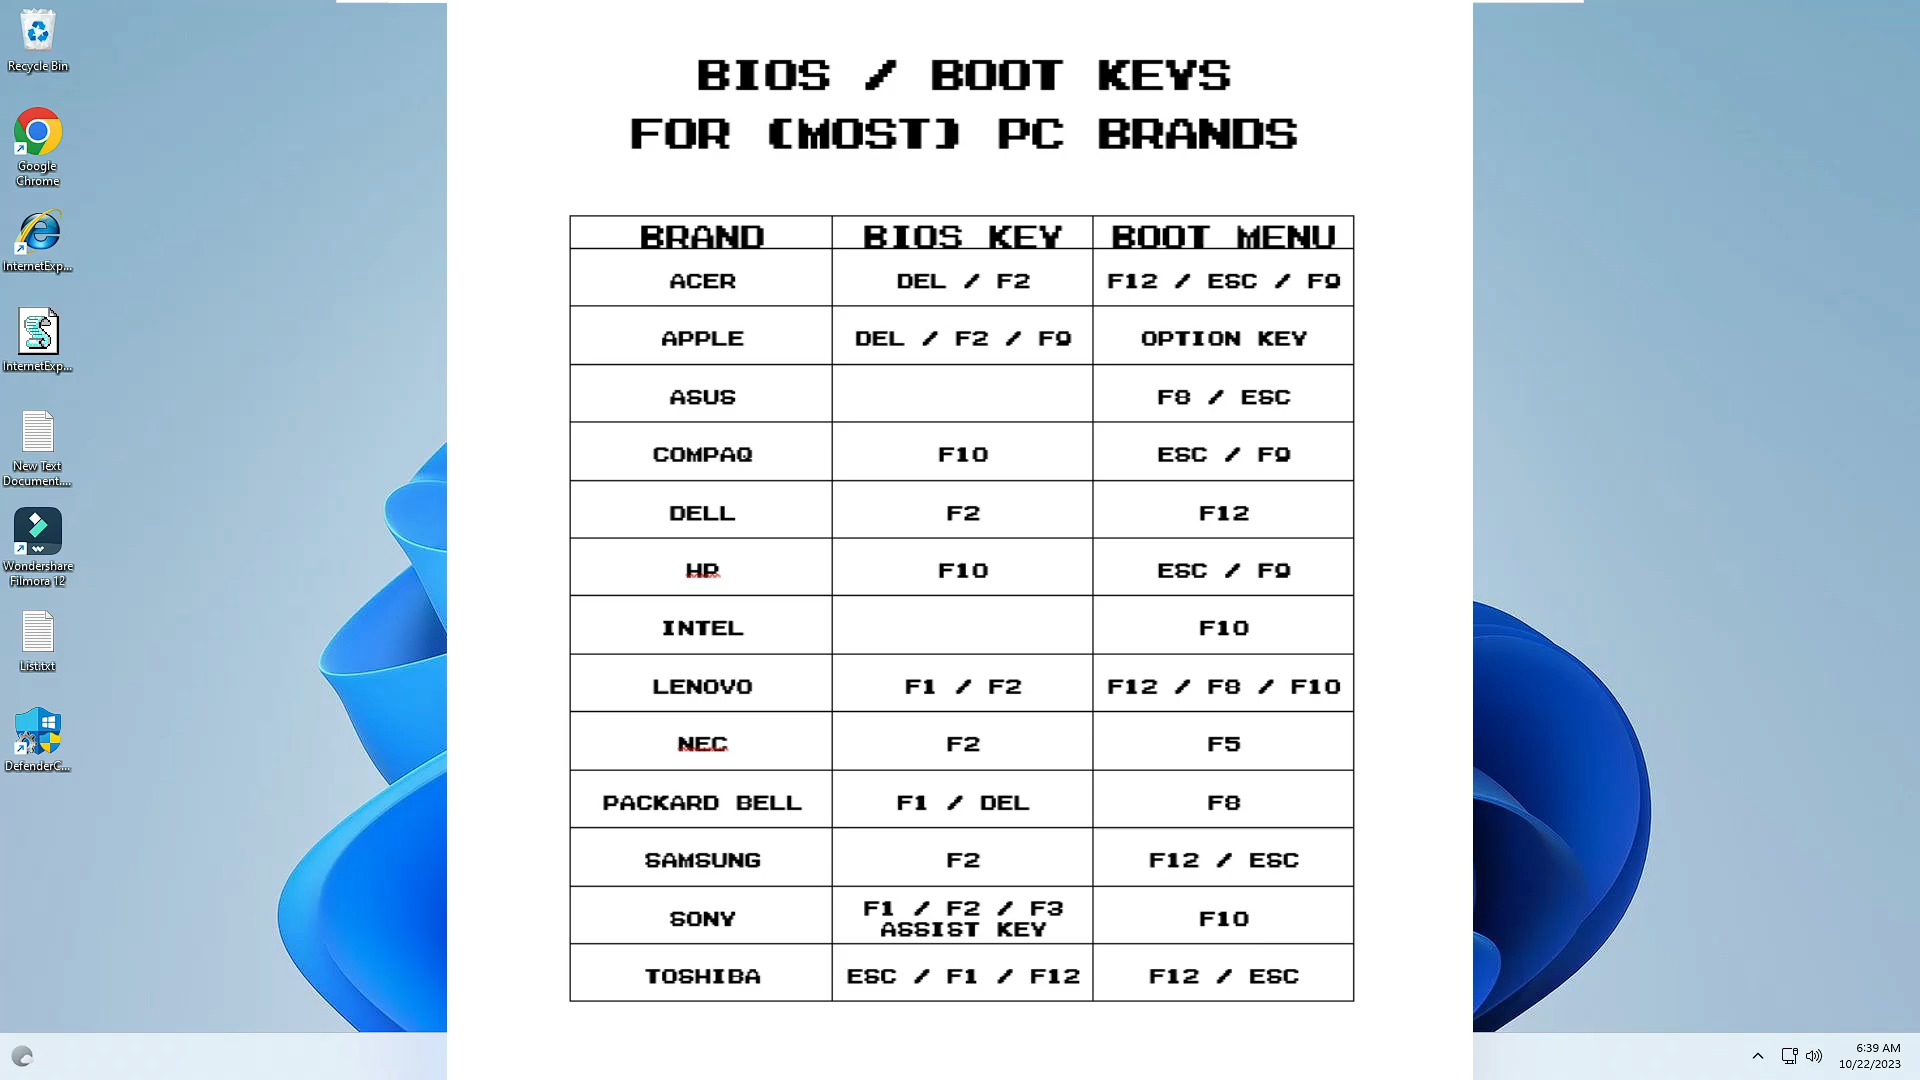 Recycle Bin
Google
Chrome
InternetExp...
InternetExp...
New Text
Document....
Wondershare
Filmora 12
List.txt
DefenderC...
BIOS / BOOT KEYS
FOR (MOST) PC BRANDS
BRAND BIOS KEY BOOT MENU
ACER DEL / F2 F12 / ESC / F9
APPLE DEL / F2 / F9 OPTION KEY
ASUS F8 / ESC
COMPAQ F10 ESC / F9
DELL F2 F12
HP F10 ESC / F9
INTEL F10
LENOVO F1 / F2 F12 / F8 / F10
NEC F2 F5
PACKARD BELL F1 / DEL F8
SAMSUNG F2 F12 / ESC
SONY F1 / F2 / F3 F10
ASSIST KEY
TOSHIBA ESC / F1 / F12 F12 / ESC
6:39 AM
10/22/2023